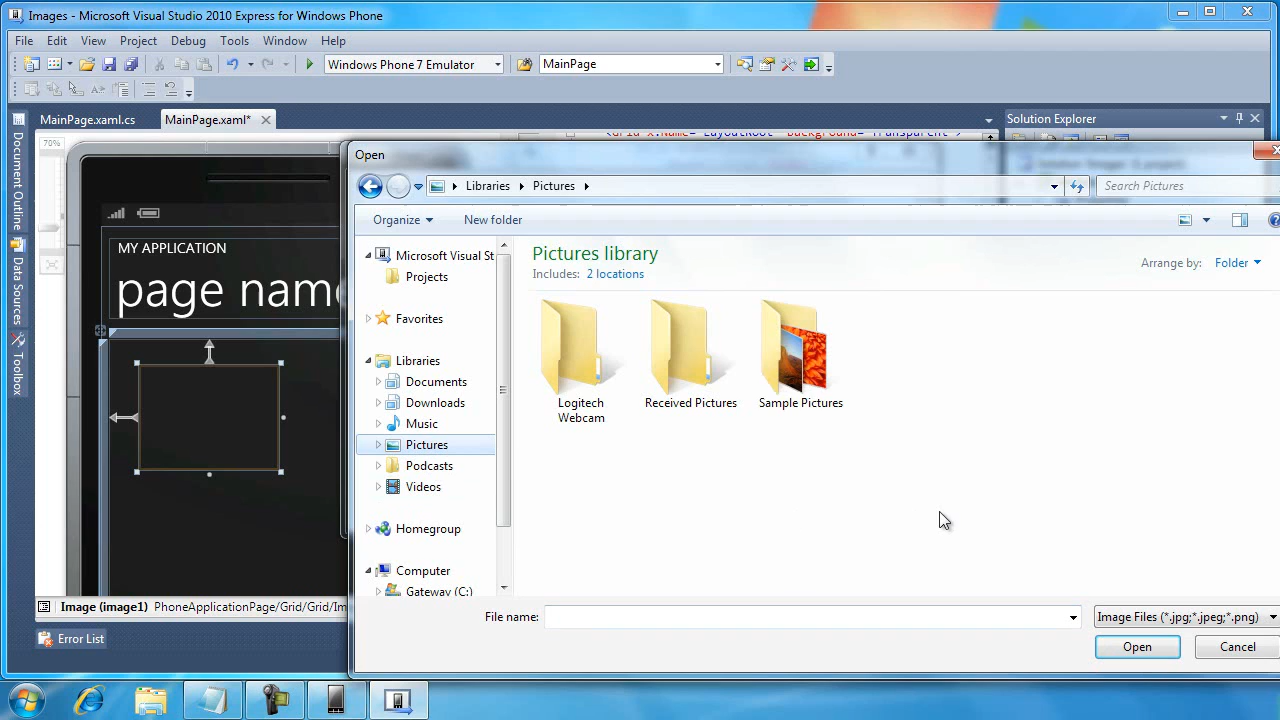 Images - Microsoft Visual Studio 2010 Express for Windows Phone
File Edit View Project Debug Tools Window Help
Windows Phone 7 Emulator MainPage
MainPage.xaml.cs MainPage.xaml* Solution Explorer
70%
Document Outline
Data Sources
Toolbox
MY APPLICATION
page name
Open
Libraries Pictures Search Pictures
Organize New folder
Microsoft Visual St
Projects
Favorites
Libraries
Documents
Downloads
Music
Pictures
Podcasts
Videos
Homegroup
Computer
Gateway (C:)
Pictures library
Includes: 2 locations
Arrange by: Folder
Logitech
Webcam
Received Pictures
Sample Pictures
File name: Image Files (*.jpg;*.jpeg;*.png)
Open Cancel
Image (image1) PhoneApplicationPage/Grid/Grid/Im
Error List